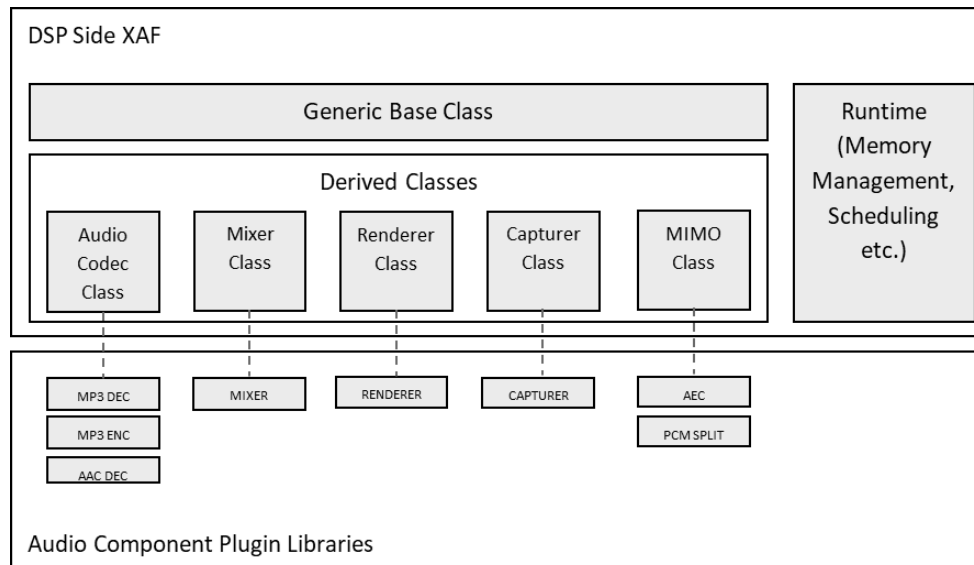 DSP Side XAF
Generic Base Class
Runtime
(Memory
Management,
Scheduling
etc.)
Derived Classes
Audio
Codec
Class
Mixer
Class
Renderer
Class
Capturer
Class
MIMO
Class
MP3 DEC
MIXER
RENDERER
CAPTURER
AEC
MP3 ENC
PCM SPLIT
AAC DEC
Audio Component Plugin Libraries